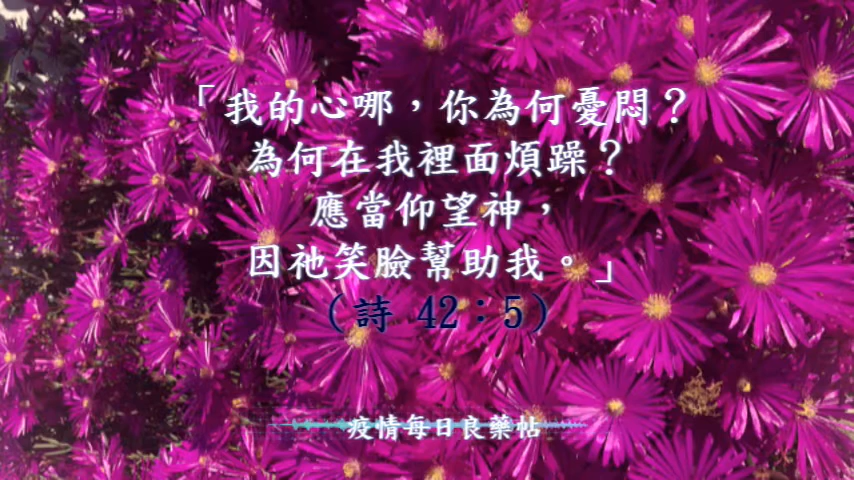 「我的心哪，你為何憂悶？
為何在我裡面煩躁？
應當仰望神，
因祂笑臉幫助我。」
（詩 42：5）
疫情每日良藥帖